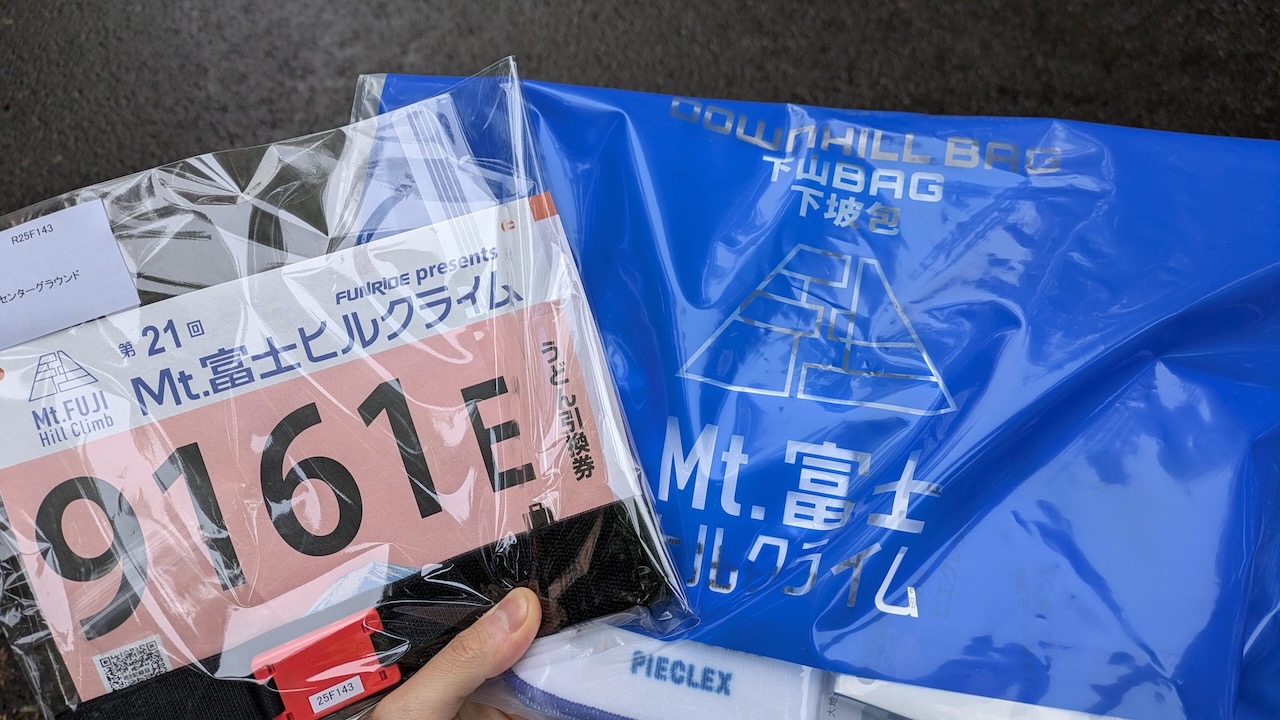 R25F143
センターグラウンド
FUNRiDE presents
第21回
Mt.富士ヒルクライム
Mt.FUJI
Hill Climb
9161E
うどん引換券
25F143
DOWNHILL BAG
下山BAG
下坡包
Mt.富士
ヒルクライム
PIECLEX